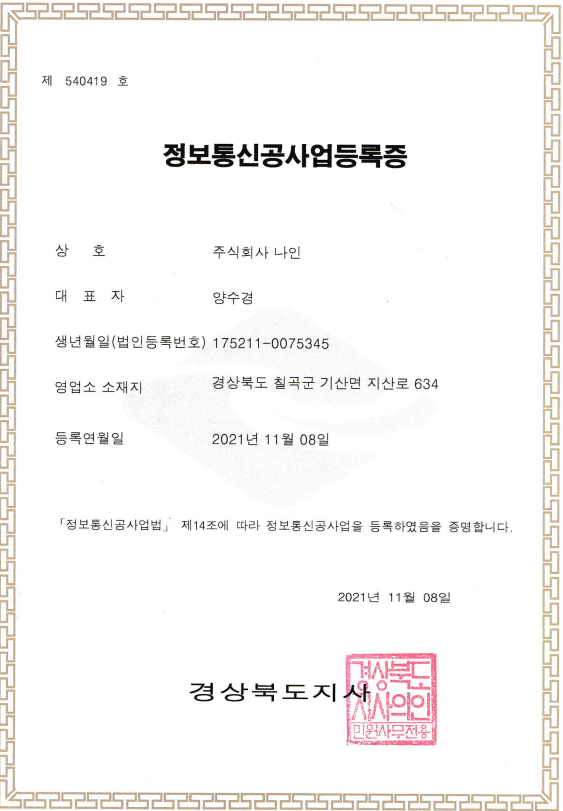 제 540419 호
정보통신공사업등록증
상 호 주식회사 나인
대 표 자 양수경
생년월일(법인등록번호) 175211-0075345
영업소 소재지 경상북도 칠곡군 기산면 지산로 634
등록연월일 2021년 11월 08일
「정보통신공사업법」 제14조에 따라 정보통신공사업을 등록하였음을 증명합니다.
2021년 11월 08일
경상북도지사
경상북도
지사의인
민원사무전용